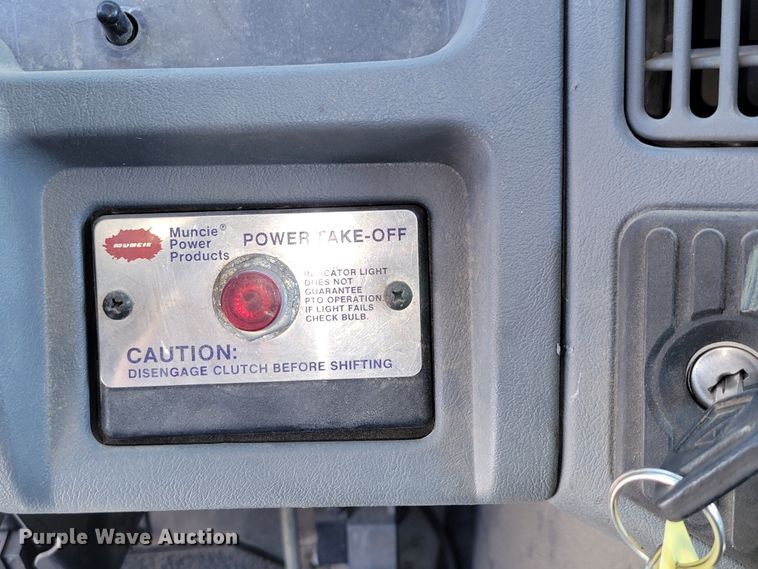 MUNCIE
Muncie®
Power
Products
POWER TAKE-OFF
INDICATOR LIGHT
DOES NOT
GUARANTEE
PTO OPERATION.
IF LIGHT FAILS
CHECK BULB.
CAUTION:
DISENGAGE CLUTCH BEFORE SHIFTING
Purple Wave Auction